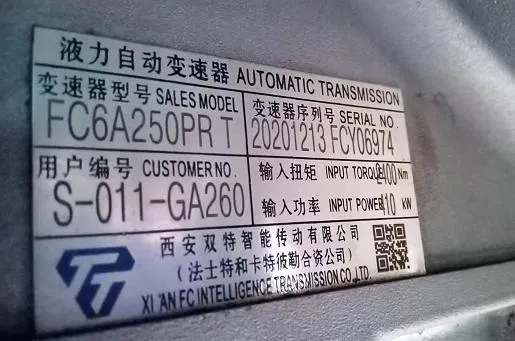 液力自动变速器 AUTOMATIC TRANSMISSION
变速器型号 SALES MODEL
FC6A250PR T
变速器序列号 SERIAL NO.
20201213 FCY06974
用户编号 CUSTOMER NO.
S-011-GA260
输入扭矩 INPUT TORQUE Nm
输入功率 INPUT POWER kW
西安双特智能传动有限公司
(法士特和卡特彼勒合资公司)
XI'AN FC INTELLIGENCE TRANSMISSION CO.,LTD.